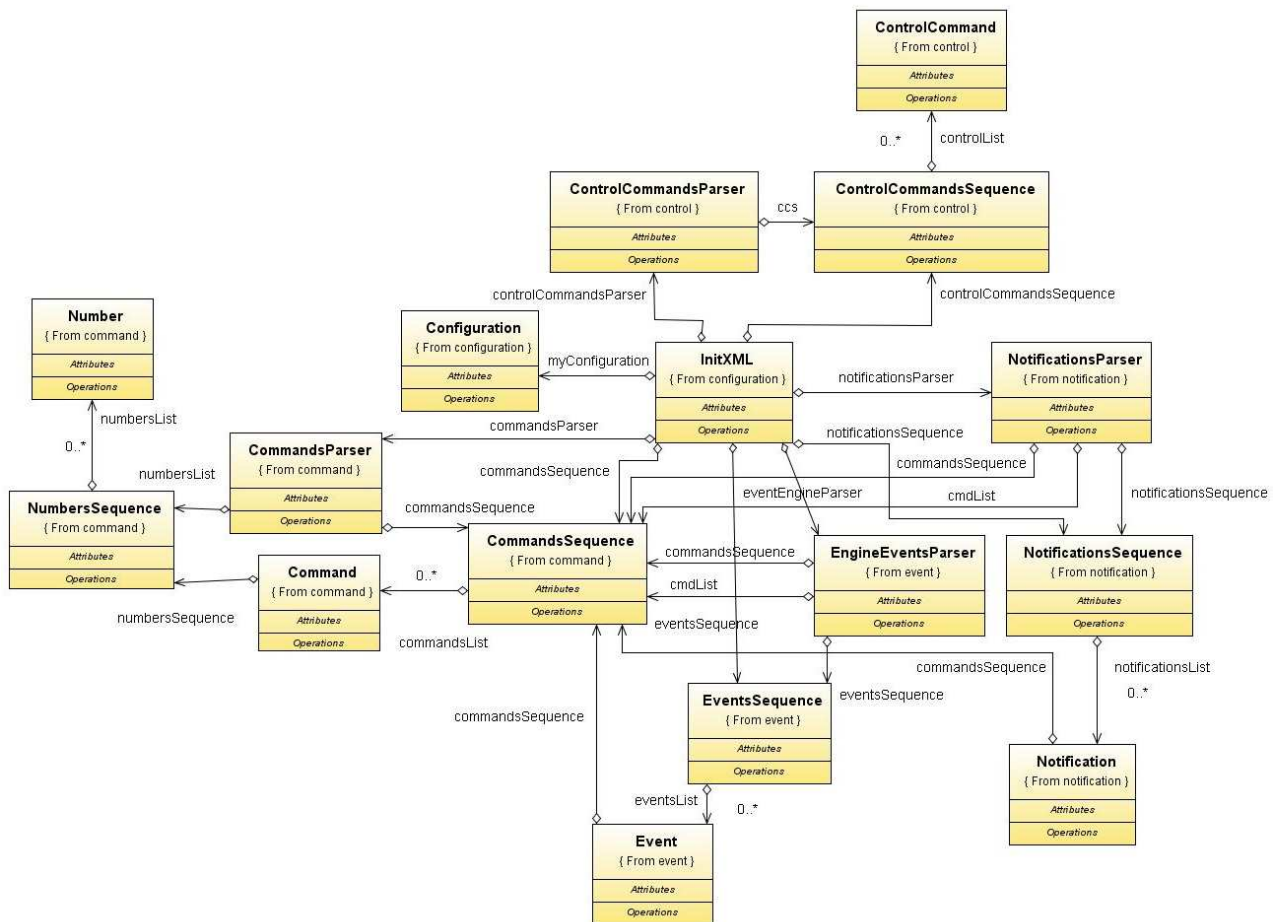 ControlCommand
{ From control }
Attributes
Operations
0..*
controlList
ControlCommandsParser
{ From control }
Attributes
Operations
ccs
ControlCommandsSequence
{ From control }
Attributes
Operations
controlCommandsParser
controlCommandsSequence
Number
{ From command }
Attributes
Operations
Configuration
{ From configuration }
Attributes
Operations
myConfiguration
InitXML
{ From configuration }
Attributes
Operations
notificationsParser
NotificationsParser
{ From notification }
Attributes
Operations
numbersList
0..*
commandsParser
notificationsSequence
commandsSequence
CommandsParser
{ From command }
Attributes
Operations
numbersList
commandsSequence
eventEngineParser
cmdList
notificationsSequence
NumbersSequence
{ From command }
Attributes
Operations
commandsSequence
CommandsSequence
{ From command }
Attributes
Operations
commandsSequence
cmdList
EngineEventsParser
{ From event }
Attributes
Operations
NotificationsSequence
{ From notification }
Attributes
Operations
Command
{ From command }
Attributes
Operations
0..*
numbersSequence
commandsList
eventsSequence
commandsSequence
notificationsList
0..*
eventsSequence
EventsSequence
{ From event }
Attributes
Operations
commandsSequence
Notification
{ From notification }
Attributes
Operations
eventsList
0..*
Event
{ From event }
Attributes
Operations